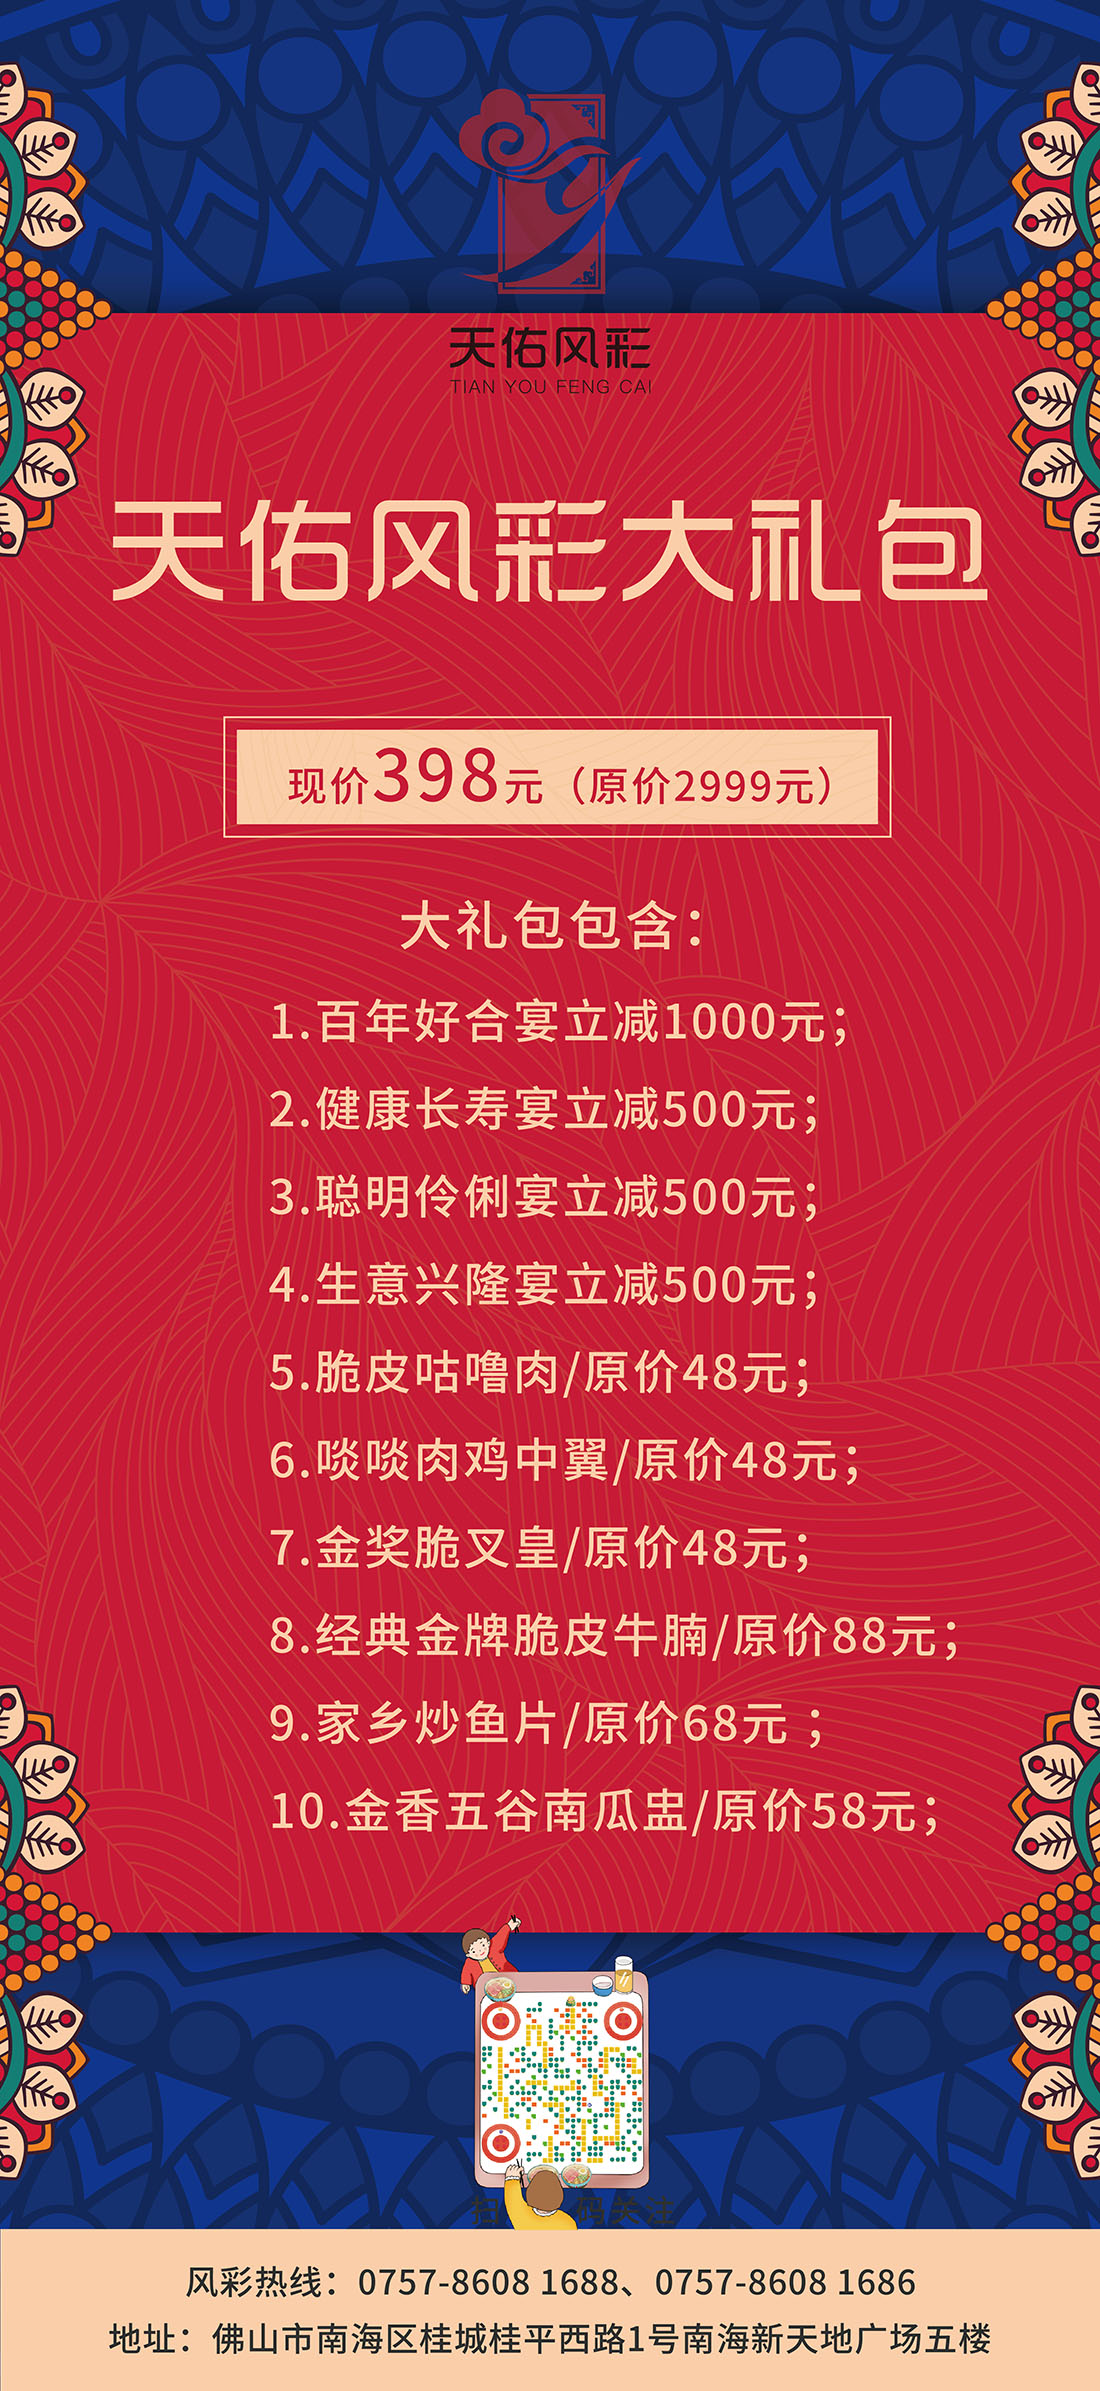 天佑风彩
TIAN YOU FENG CAI
天佑风彩大礼包
现价398元（原价2999元）
大礼包包含：
1.百年好合宴立减1000元；
2.健康长寿宴立减500元；
3.聪明伶俐宴立减500元；
4.生意兴隆宴立减500元；
5.脆皮咕噜肉/原价48元；
6.啖啖肉鸡中翼/原价48元；
7.金奖脆叉皇/原价48元；
8.经典金牌脆皮牛腩/原价88元；
9.家乡炒鱼片/原价68元 ；
10.金香五谷南瓜盅/原价58元；
扫 码关注
风彩热线：0757-8608 1688、0757-8608 1686
地址：佛山市南海区桂城桂平西路1号南海新天地广场五楼